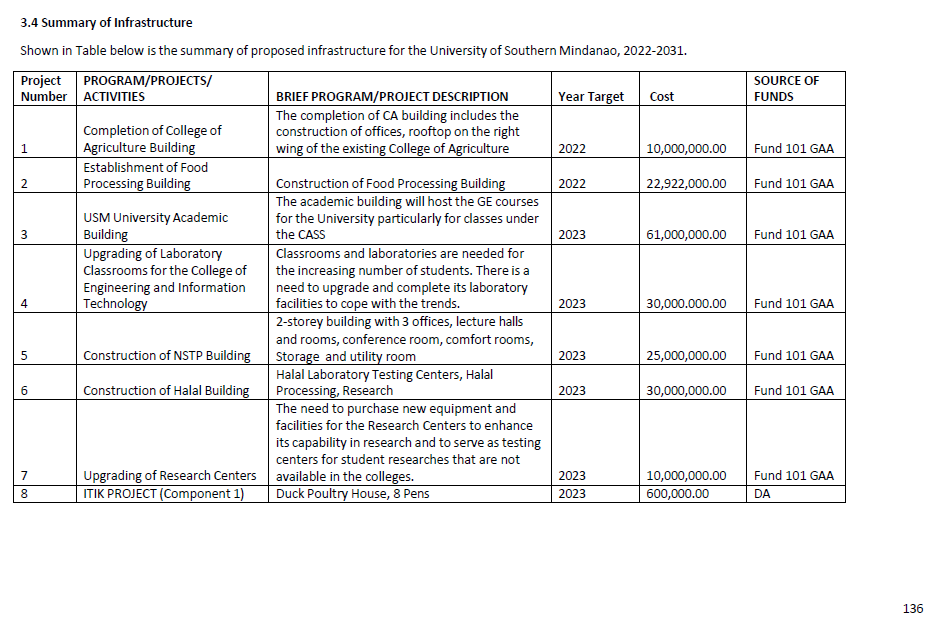 3.4 Summary of Infrastructure
Shown in Table below is the summary of proposed infrastructure for the University of Southern Mindanao, 2022-2031.
Project
Number
PROGRAM/PROJECTS/
ACTIVITIES
BRIEF PROGRAM/PROJECT DESCRIPTION
Year Target
Cost
SOURCE OF
FUNDS
1
Completion of College of
Agriculture Building
The completion of CA building includes the
construction of offices, rooftop on the right
wing of the existing College of Agriculture
2022
10,000,000.00
Fund 101 GAA
2
Establishment of Food
Processing Building
Construction of Food Processing Building
2022
22,922,000.00
Fund 101 GAA
3
USM University Academic
Building
The academic building will host the GE courses
for the University particularly for classes under
the CASS
2023
61,000,000.00
Fund 101 GAA
4
Upgrading of Laboratory
Classrooms for the College of
Engineering and Information
Technology
Classrooms and laboratories are needed for
the increasing number of students. There is a
need to upgrade and complete its laboratory
facilities to cope with the trends.
2023
30,000.000.00
Fund 101 GAA
5
Construction of NSTP Building
2-storey building with 3 offices, lecture halls
and rooms, conference room, comfort rooms,
Storage and utility room
2023
25,000,000.00
Fund 101 GAA
6
Construction of Halal Building
Halal Laboratory Testing Centers, Halal
Processing, Research
2023
30,000,000.00
Fund 101 GAA
7
Upgrading of Research Centers
The need to purchase new equipment and
facilities for the Research Centers to enhance
its capability in research and to serve as testing
centers for student researches that are not
available in the colleges.
2023
10,000,000.00
Fund 101 GAA
8
ITIK PROJECT (Component 1)
Duck Poultry House, 8 Pens
2023
600,000.00
DA
136